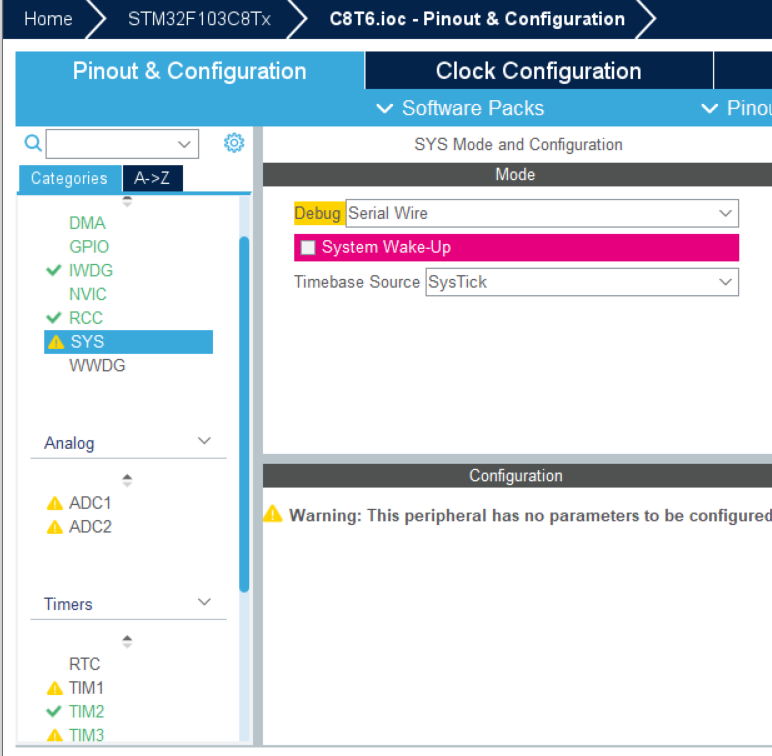 Home STM32F103C8Tx C8T6.ioc - Pinout & Configuration
Pinout & Configuration Clock Configuration
Software Packs Pinou
SYS Mode and Configuration
Categories A->Z
Mode
DMA
GPIO
IWDG
NVIC
RCC
SYS
WWDG
Analog
ADC1
ADC2
Timers
RTC
TIM1
TIM2
TIM3
Debug Serial Wire
System Wake-Up
Timebase Source SysTick
Configuration
Warning: This peripheral has no parameters to be configured